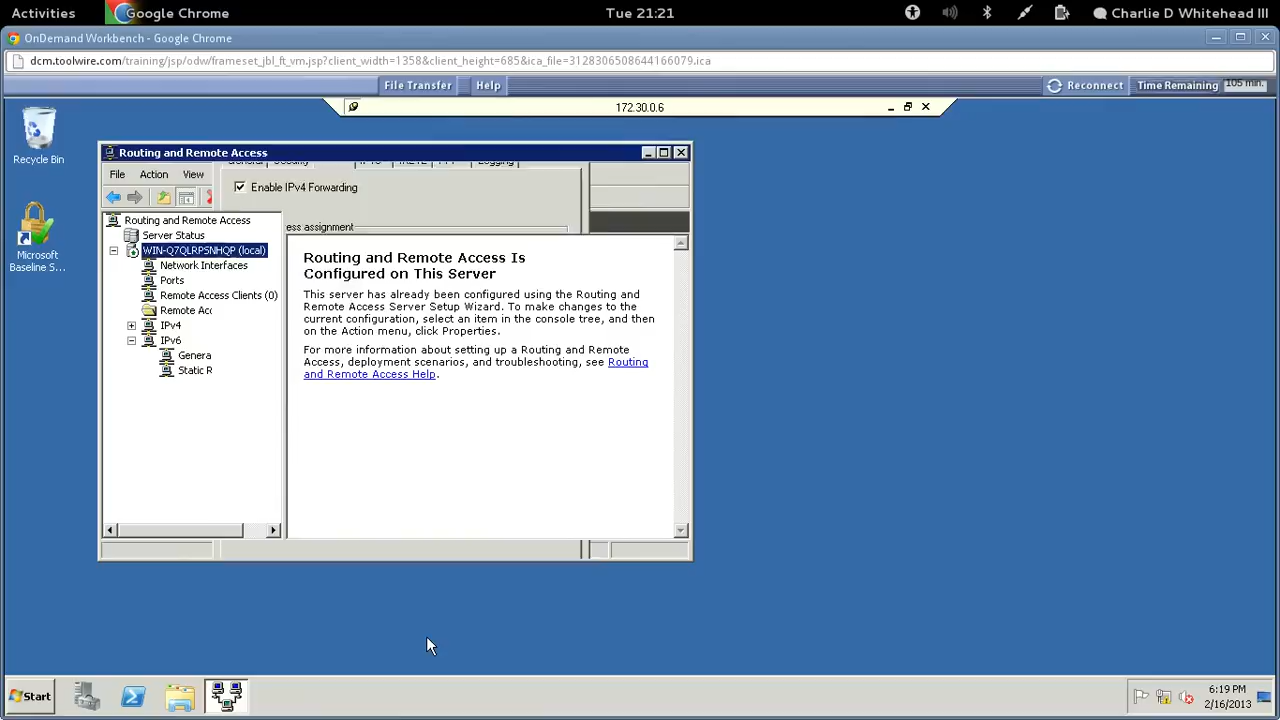 Activities
Google Chrome
Tue 21:21
Charlie D Whitehead III
OnDemand Workbench - Google Chrome
dcm.toolwire.com/training/jsp/odw/frameset_jbl_ft_vm.jsp?client_width=1358&client_height=685&ica_file=3128306508644166079.ica
File Transfer
Help
Reconnect
Time Remaining
105 min.
172.30.0.6
Recycle Bin
Routing and Remote Access
File Action View
Enable IPv4 Forwarding
Routing and Remote Access
ess assignment
Server Status
WIN-Q7QLRPSNHQP (local)
Network Interfaces
Ports
Remote Access Clients (0)
Remote Acc
IPv4
IPv6
Genera
Static R
Routing and Remote Access Is
Configured on This Server
This server has already been configured using the Routing and
Remote Access Server Setup Wizard. To make changes to the
current configuration, select an item in the console tree, and then
on the Action menu, click Properties.
For more information about setting up a Routing and Remote
Access, deployment scenarios, and troubleshooting, see Routing
and Remote Access Help.
Microsoft
Baseline S...
Start
6:19 PM
2/16/2013